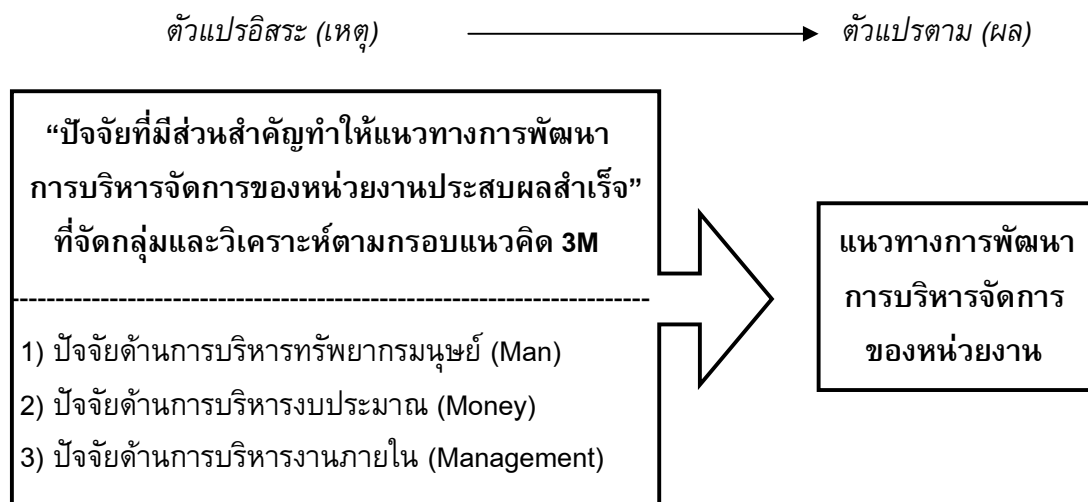 ตัวแปรอิสระ (เหตุ) ตัวแปรตาม (ผล)
“ปัจจัยที่มีส่วนสำคัญทำให้แนวทางการพัฒนา
การบริหารจัดการของหน่วยงานประสบผลสำเร็จ”
ที่จัดกลุ่มและวิเคราะห์ตามกรอบแนวคิด 3M
1) ปัจจัยด้านการบริหารทรัพยากรมนุษย์ (Man)
2) ปัจจัยด้านการบริหารงบประมาณ (Money)
3) ปัจจัยด้านการบริหารงานภายใน (Management)
แนวทางการพัฒนา
การบริหารจัดการ
ของหน่วยงาน